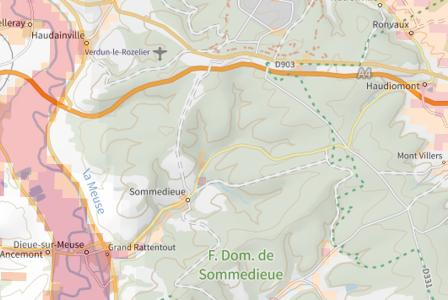 elleray
Ronvaux
Haudainville
Verdun-le-Rozelier
D903
A4
Haudiomont
Mont Villers
La Meuse
Sommedieue
Dieue-sur-Meuse
Grand Rattentout
Ancemont
F. Dom. de
Sommedieue
D331